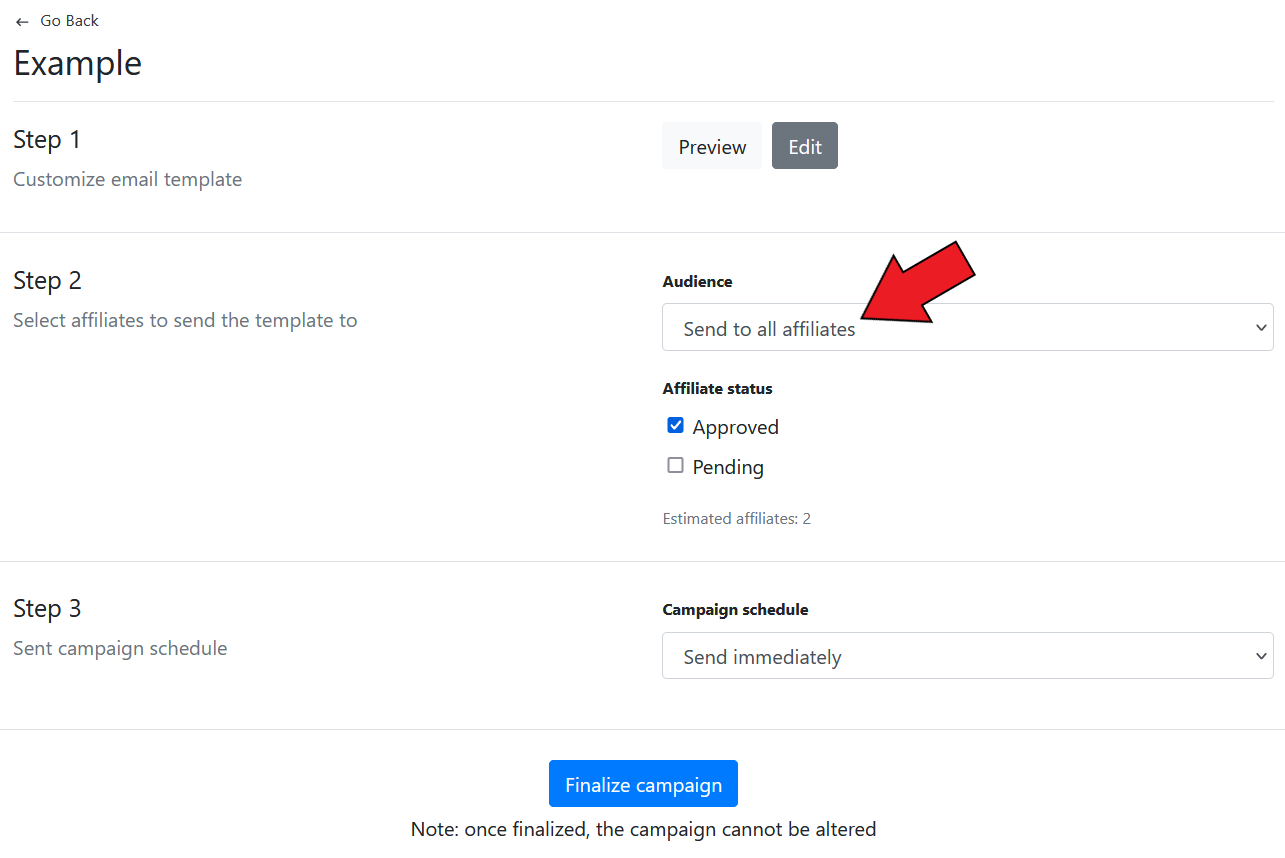 ← Go Back
Example
Step 1
Customize email template
Preview
Edit
Step 2
Select affiliates to send the template to
Audience
Send to all affiliates
Affiliate status
Approved
Pending
Estimated affiliates: 2
Step 3
Sent campaign schedule
Campaign schedule
Send immediately
Finalize campaign
Note: once finalized, the campaign cannot be altered